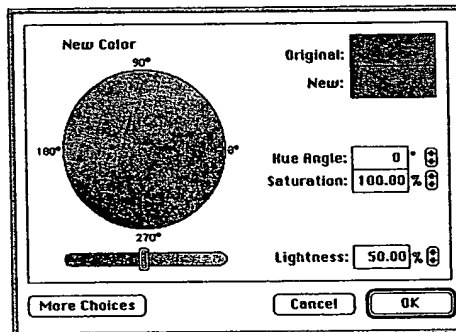 New Color
90°
180°
0°
270°
Original:
New:
Hue Angle: 0 °
Saturation: 100.00 %
Lightness: 50.00 %
More Choices
Cancel
OK